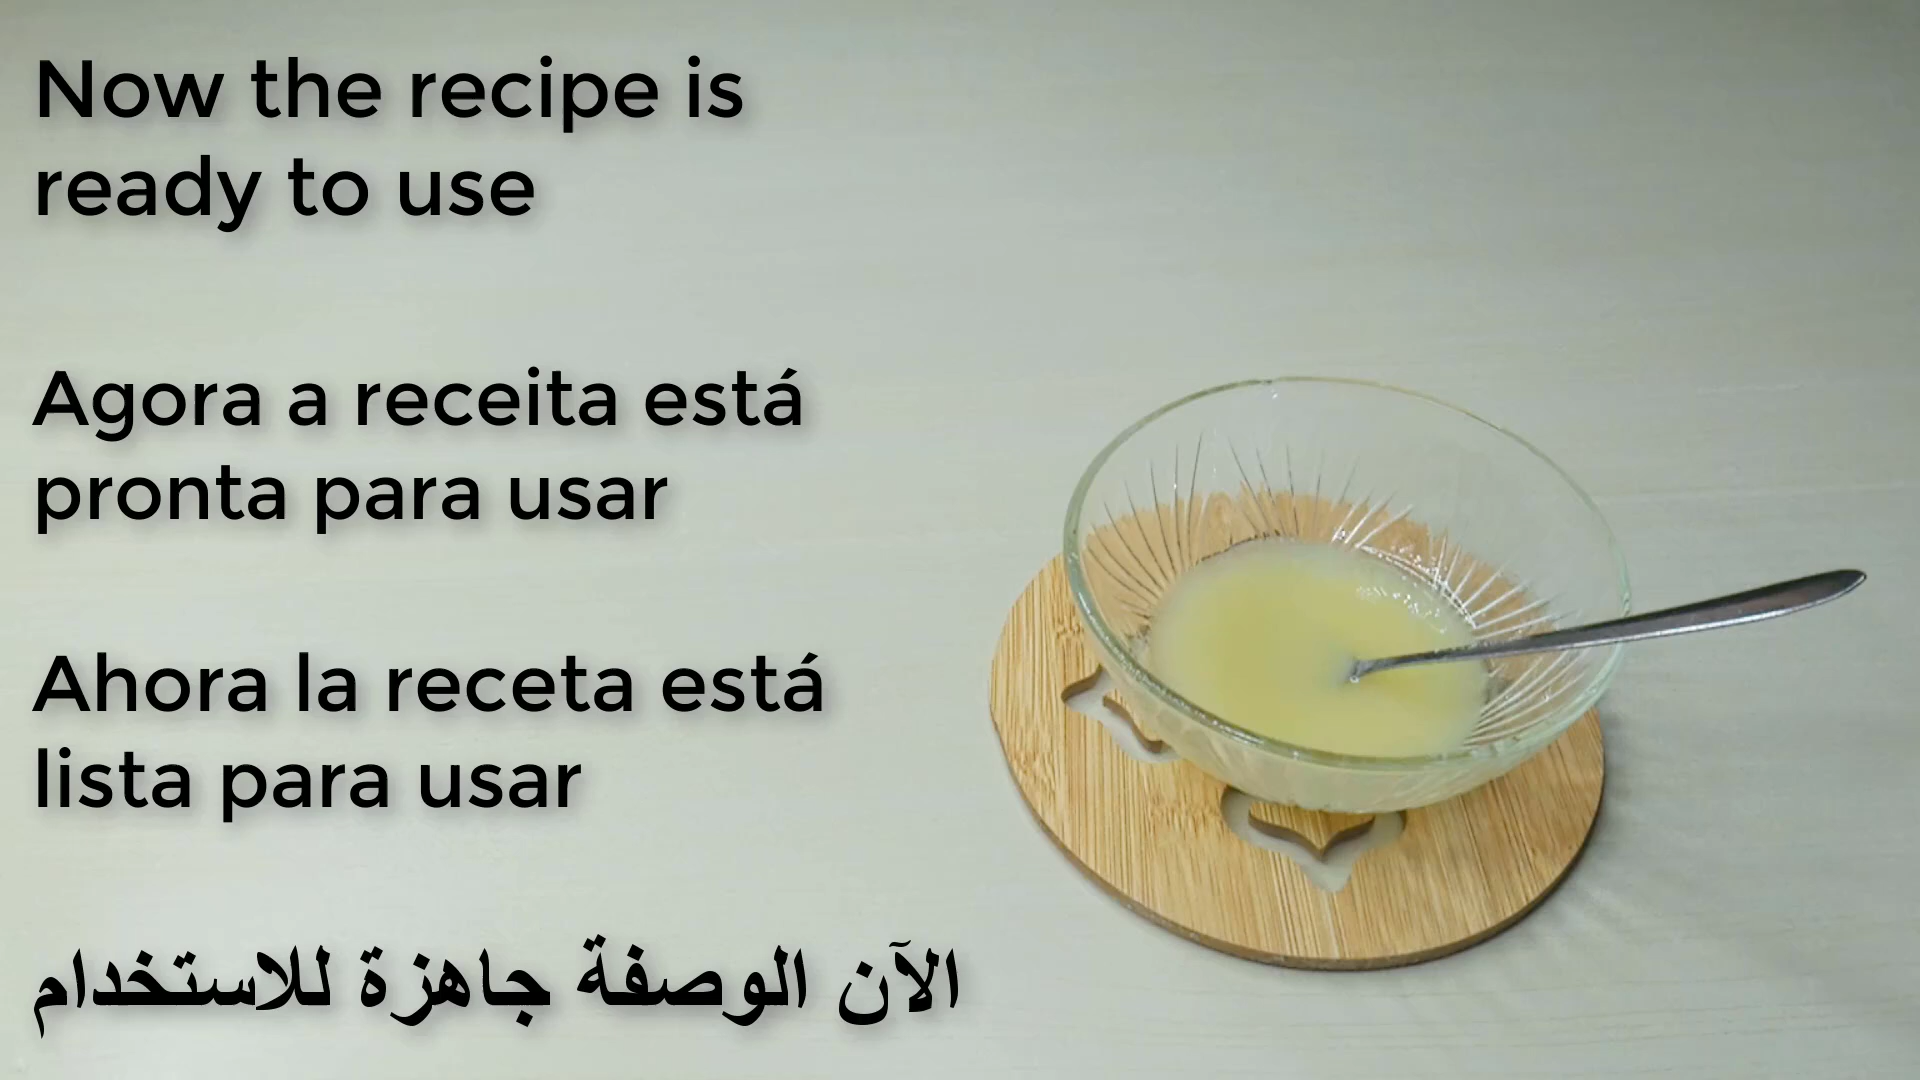 Now the recipe is
ready to use
Agora a receita está
pronta para usar
Ahora la receta está
lista para usar
الآن الوصفة جاهزة للاستخدام